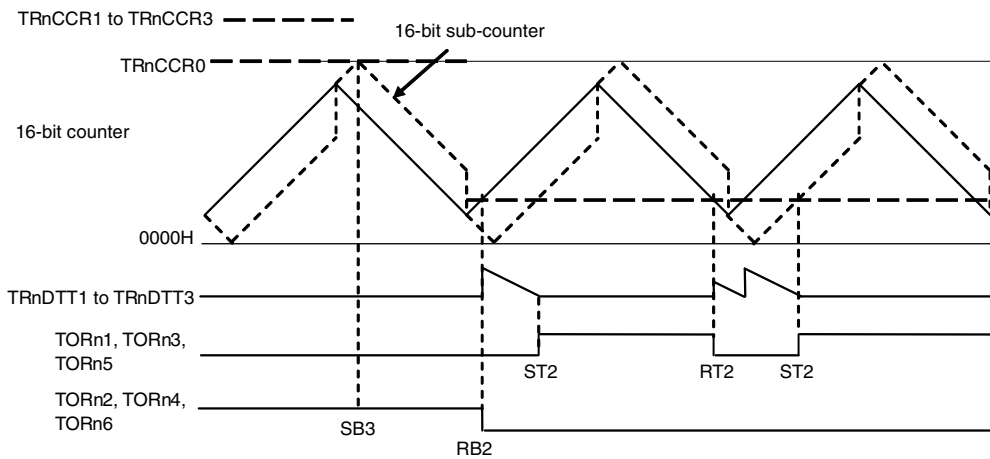 TRnCCR1 to TRnCCR3
16-bit sub-counter
TRnCCR0
16-bit counter
0000H
TRnDTT1 to TRnDTT3
TORn1, TORn3,
TORn5
ST2
RT2
ST2
TORn2, TORn4,
TORn6
SB3
RB2